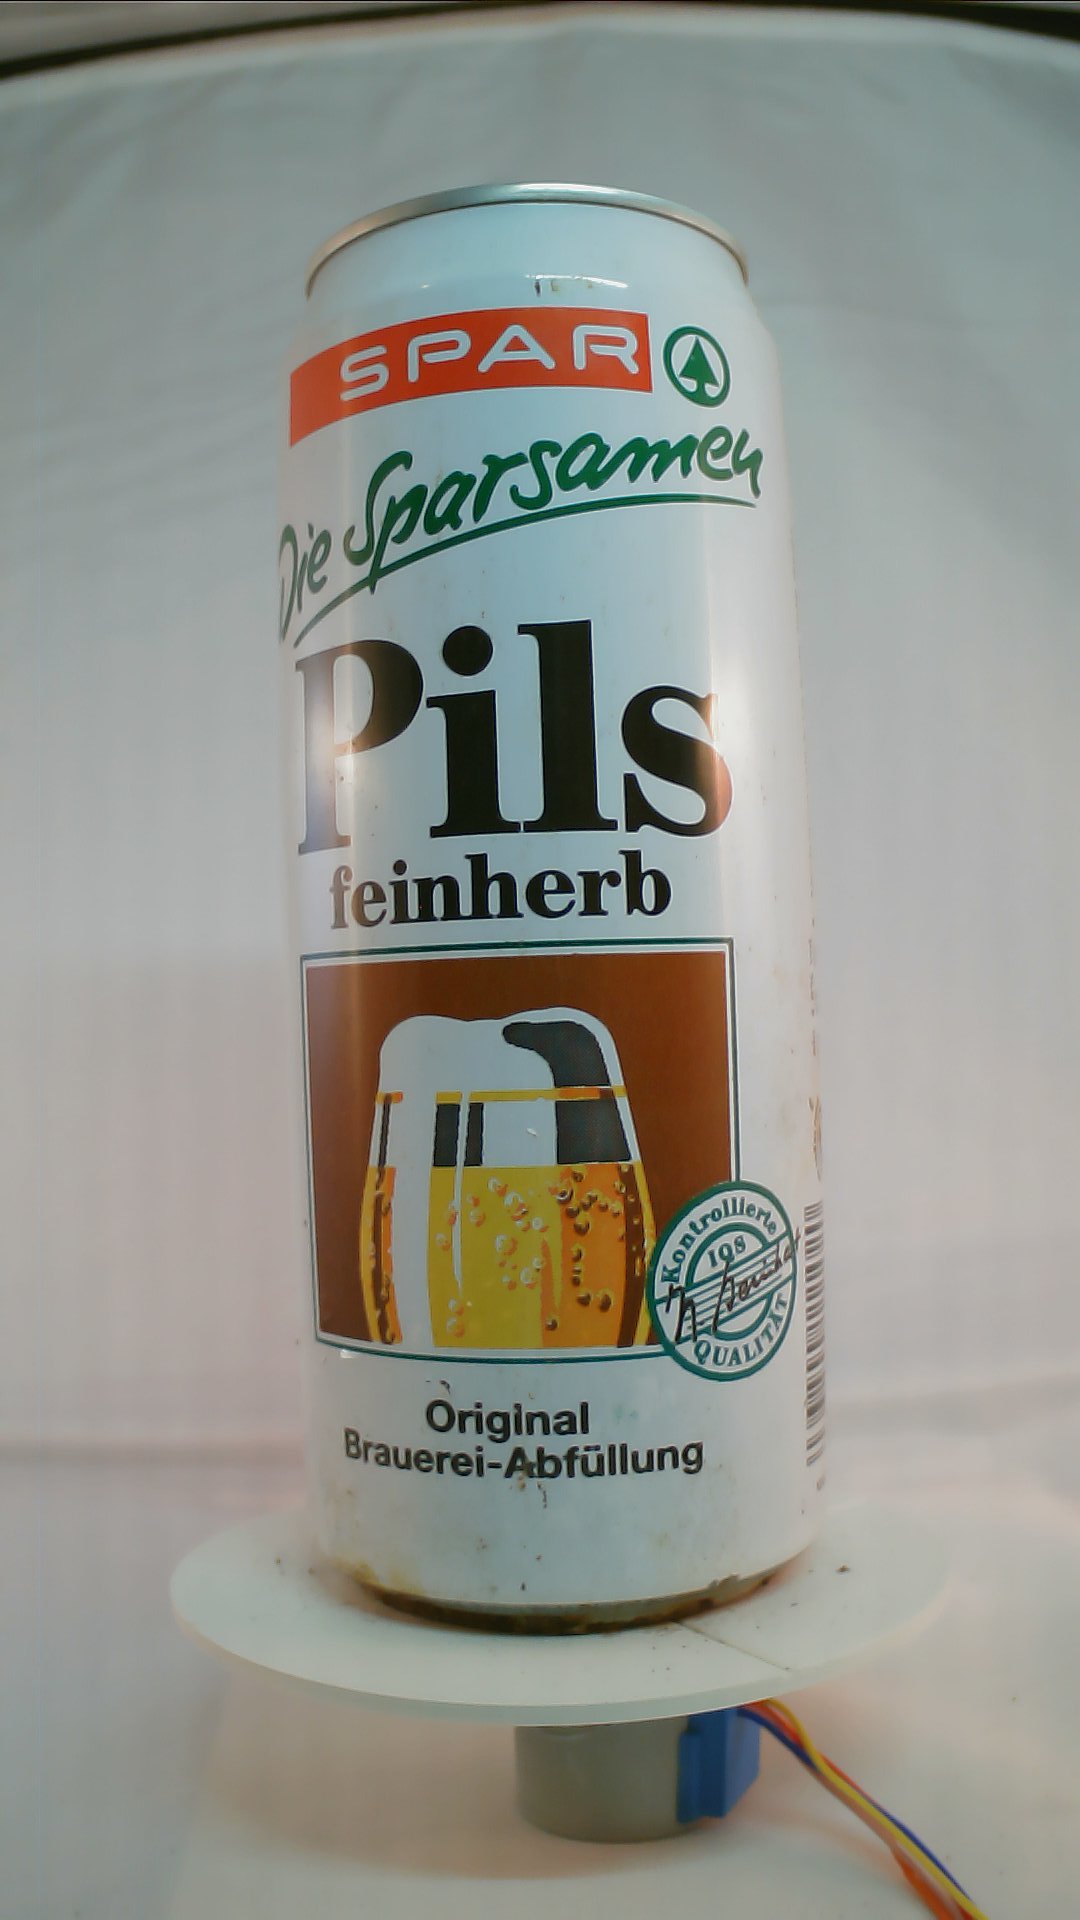 SPAR
Die Sparsamen
Pils
feinherb
Kontrollierte
IQS
QUALITÄT
Original
Brauerei-Abfüllung